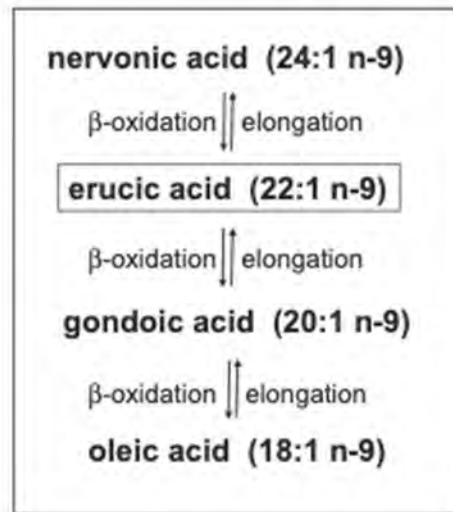 nervonic acid (24:1 n-9)
β-oxidation elongation
erucic acid (22:1 n-9)
β-oxidation elongation
gondoic acid (20:1 n-9)
β-oxidation elongation
oleic acid (18:1 n-9)